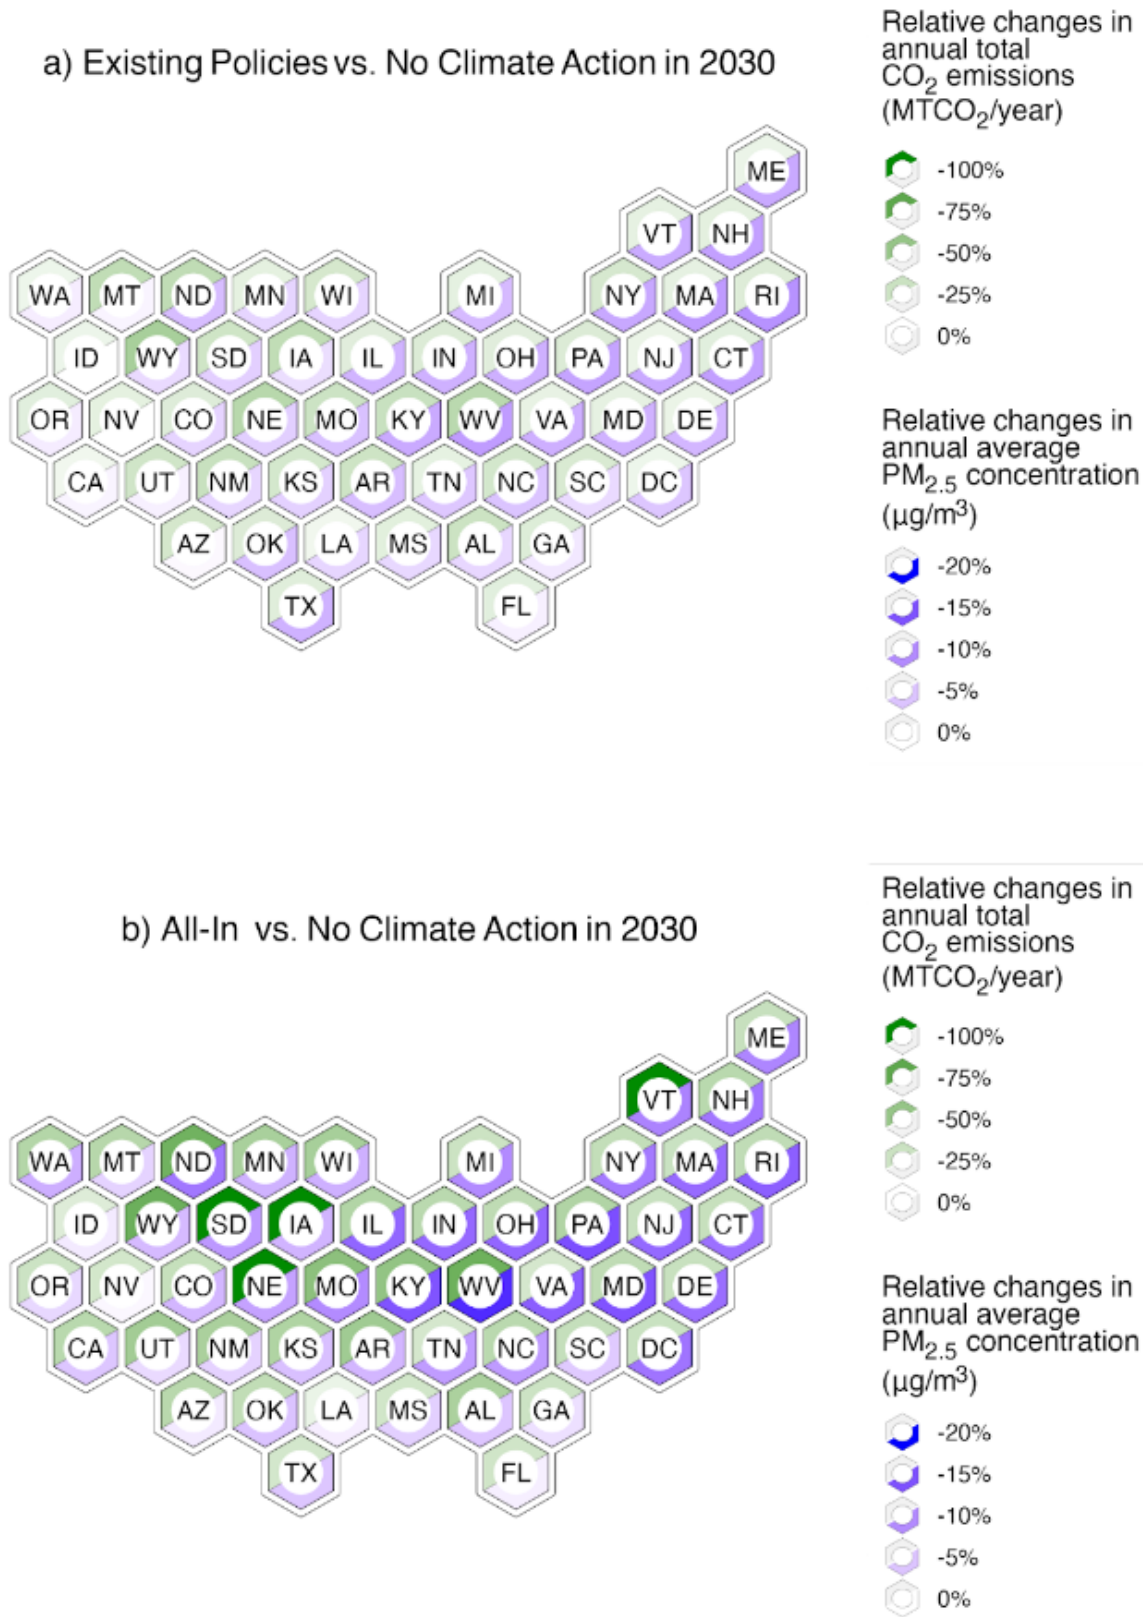 a) Existing Policies vs. No Climate Action in 2030
Relative changes in
annual total
CO2 emissions
(MTCO2/year)
-100%
-75%
-50%
-25%
0%
Relative changes in
annual average
PM2.5 concentration
(µg/m3)
-20%
-15%
-10%
-5%
0%
ME
VT NH
WA MT ND MN WI MI NY MA RI
ID WY SD IA IL IN OH PA NJ CT
OR NV CO NE MO KY WV VA MD DE
CA UT NM KS AR TN NC SC DC
AZ OK LA MS AL GA
TX FL
b) All-In vs. No Climate Action in 2030
Relative changes in
annual total
CO2 emissions
(MTCO2/year)
-100%
-75%
-50%
-25%
0%
Relative changes in
annual average
PM2.5 concentration
(µg/m3)
-20%
-15%
-10%
-5%
0%
ME
VT NH
WA MT ND MN WI MI NY MA RI
ID WY SD IA IL IN OH PA NJ CT
OR NV CO NE MO KY WV VA MD DE
CA UT NM KS AR TN NC SC DC
AZ OK LA MS AL GA
TX FL